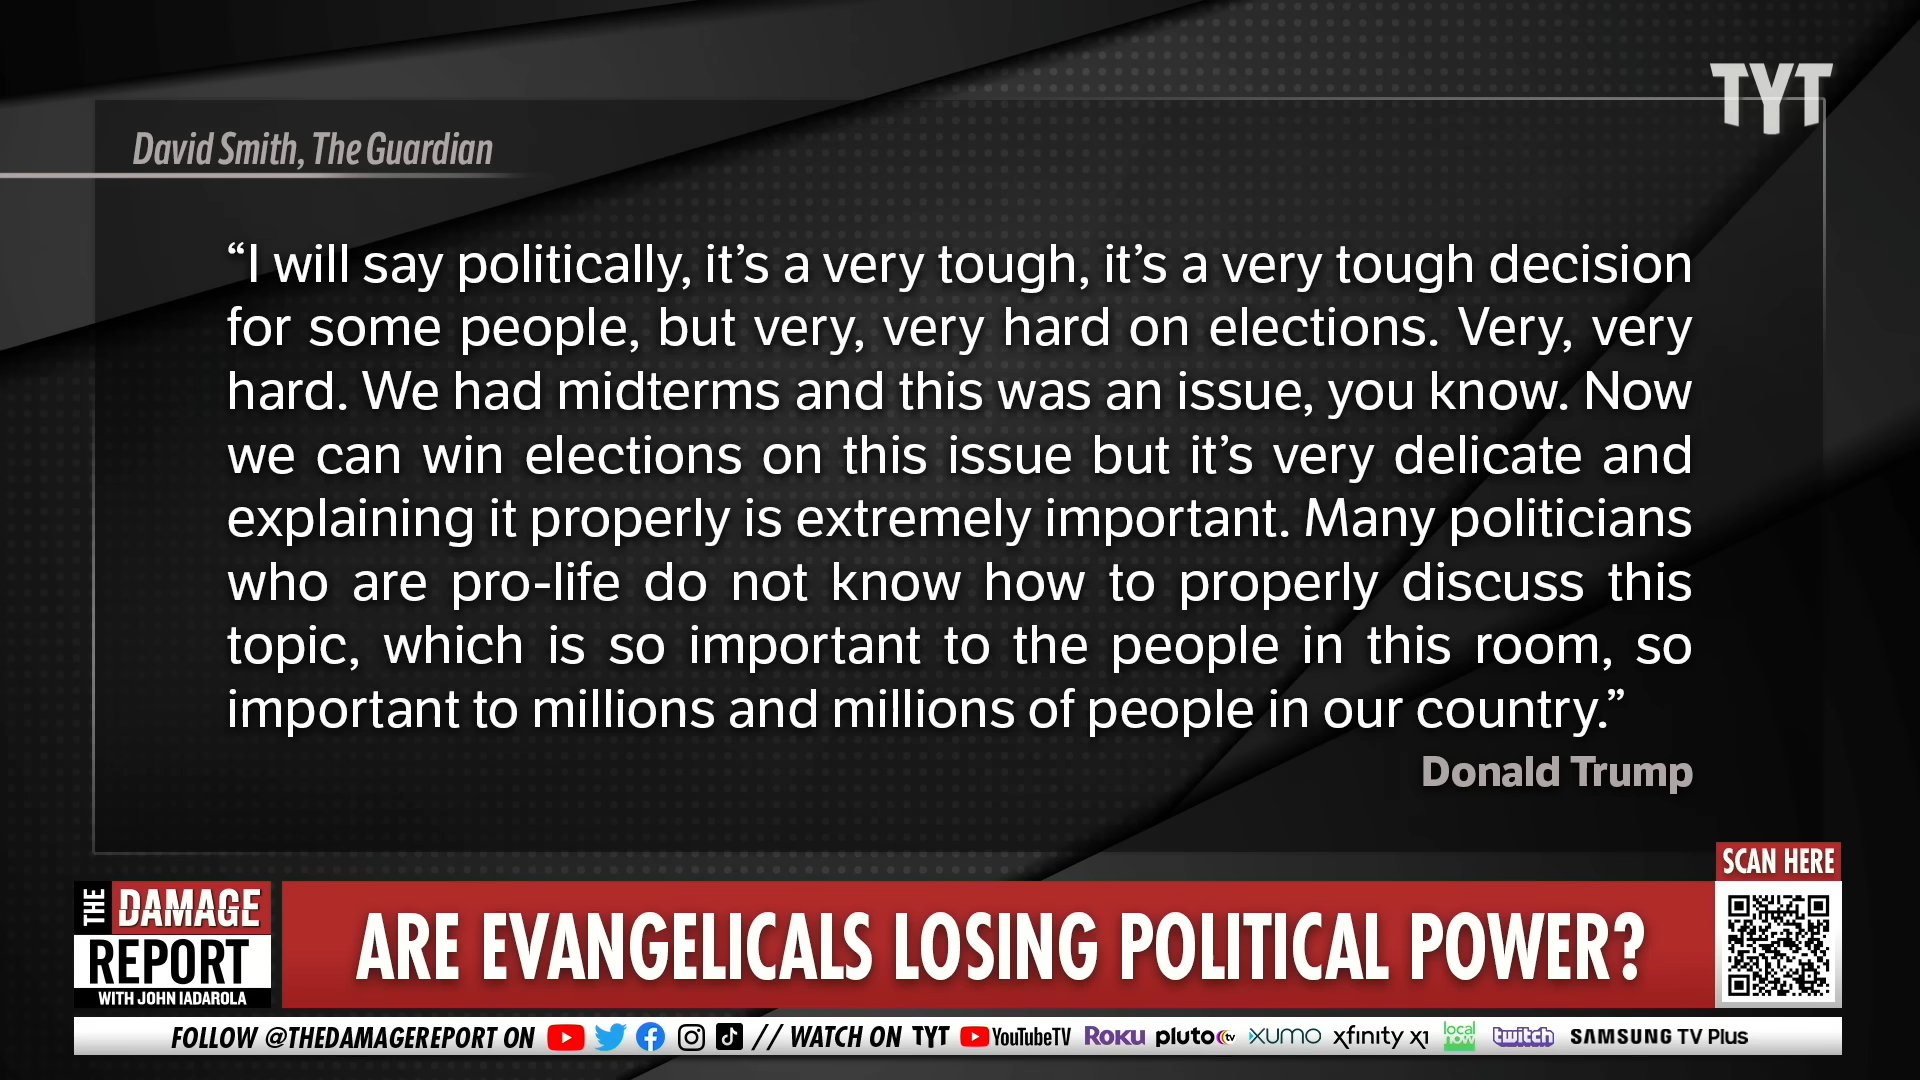 TYT
David Smith, The Guardian
“I will say politically, it’s a very tough, it’s a very tough decision
for some people, but very, very hard on elections. Very, very
hard. We had midterms and this was an issue, you know. Now
we can win elections on this issue but it’s very delicate and
explaining it properly is extremely important. Many politicians
who are pro-life do not know how to properly discuss this
topic, which is so important to the people in this room, so
important to millions and millions of people in our country.”
Donald Trump
SCAN HERE
THE DAMAGE
REPORT
WITH JOHN IADAROLA
ARE EVANGELICALS LOSING POLITICAL POWER?
FOLLOW @THEDAMAGEREPORT ON // WATCH ON TYT YouTubeTV ROKU pluto tv XUMO xfinity x1 local now twitch SAMSUNG TV Plus